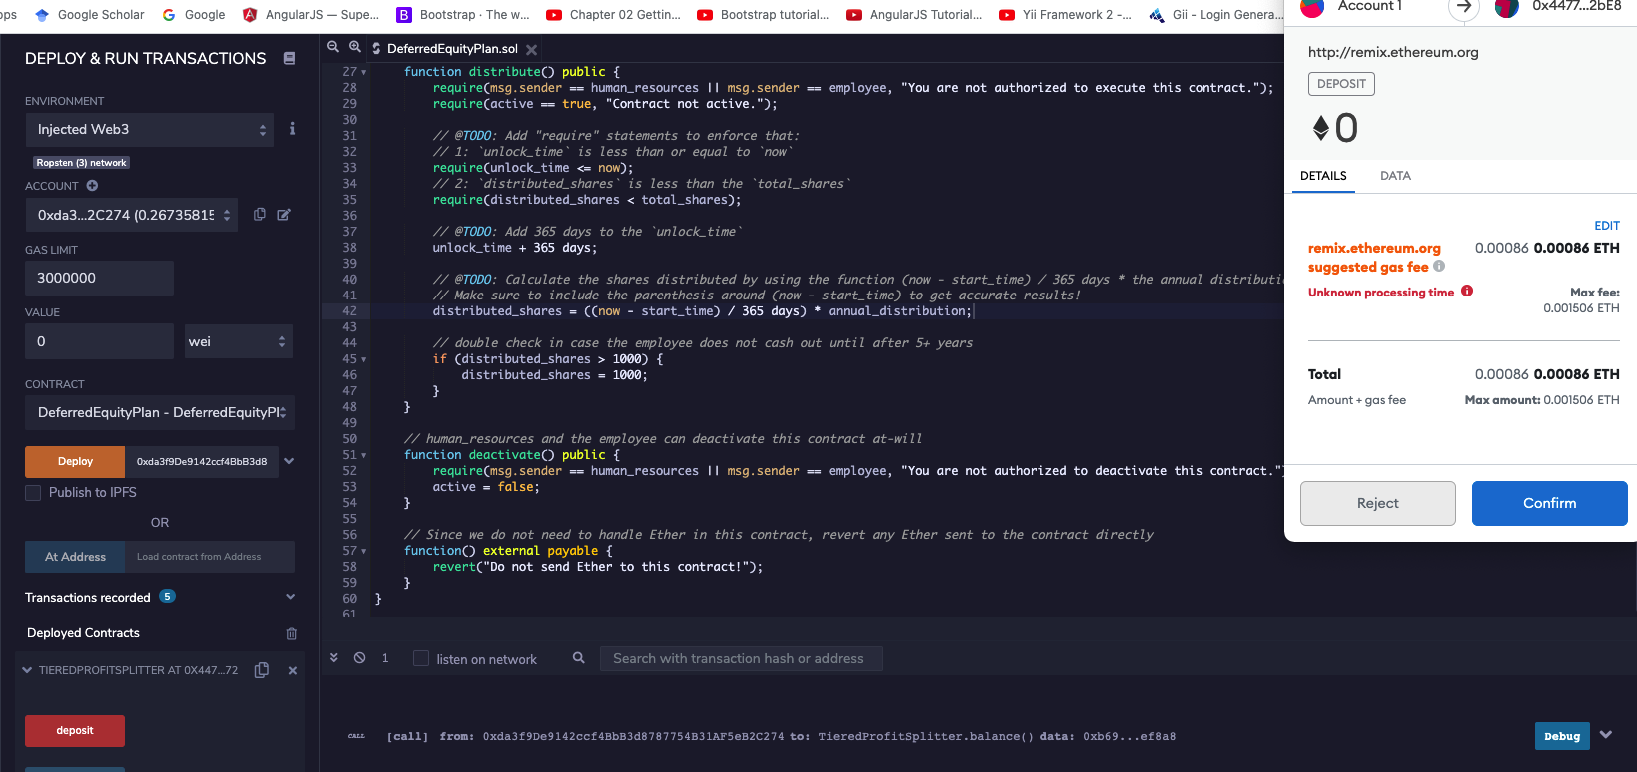 ps Google Scholar Google AngularJS — Supe... Bootstrap · The w... Chapter 02 Gettin... Bootstrap tutorial... AngularJS Tutorial... Yii Framework 2 -... Gii - Login Genera...
DEPLOY & RUN TRANSACTIONS
ENVIRONMENT
Injected Web3
Ropsten (3) network
ACCOUNT
0xda3...2C274 (0.26735815
GAS LIMIT
3000000
VALUE
0 wei
CONTRACT
DeferredEquityPlan - DeferredEquityPl
Deploy 0xda3f9De9142ccf4BbB3d8
Publish to IPFS
OR
At Address Load contract from Address
Transactions recorded 5
Deployed Contracts
TIEREDPROFITSPLITTER AT 0X447...72
deposit
DeferredEquityPlan.sol
27 function distribute() public {
28 require(msg.sender == human_resources || msg.sender == employee, "You are not authorized to execute this contract.");
29 require(active == true, "Contract not active.");
30
31 // @TODO: Add "require" statements to enforce that:
32 // 1: `unlock_time` is less than or equal to `now`
33 require(unlock_time <= now);
34 // 2: `distributed_shares` is less than the `total_shares`
35 require(distributed_shares < total_shares);
36
37 // @TODO: Add 365 days to the `unlock_time`
38 unlock_time + 365 days;
39
40 // @TODO: Calculate the shares distributed by using the function (now - start_time) / 365 days * the annual distributi
41 // Make sure to include the parenthesis around (now - start_time) to get accurate results!
42 distributed_shares = ((now - start_time) / 365 days) * annual_distribution;
43
44 // double check in case the employee does not cash out until after 5+ years
45 if (distributed_shares > 1000) {
46 distributed_shares = 1000;
47 }
48 }
49
50 // human_resources and the employee can deactivate this contract at-will
51 function deactivate() public {
52 require(msg.sender == human_resources || msg.sender == employee, "You are not authorized to deactivate this contract."
53 active = false;
54 }
55
56 // Since we do not need to handle Ether in this contract, revert any Ether sent to the contract directly
57 function() external payable {
58 revert("Do not send Ether to this contract!");
59 }
60 }
61
1 listen on network Search with transaction hash or address
CALL [call] from: 0xda3f9De9142ccf4BbB3d8787754B31AF5eB2C274 to: TieredProfitSplitter.balance() data: 0xb69...ef8a8 Debug
Account 1 0x4477...2bE8
http://remix.ethereum.org
DEPOSIT
0
DETAILS DATA
EDIT
remix.ethereum.org 0.00086 0.00086 ETH
suggested gas fee
Unknown processing time Max fee:
0.001506 ETH
Total 0.00086 0.00086 ETH
Amount + gas fee Max amount: 0.001506 ETH
Reject Confirm